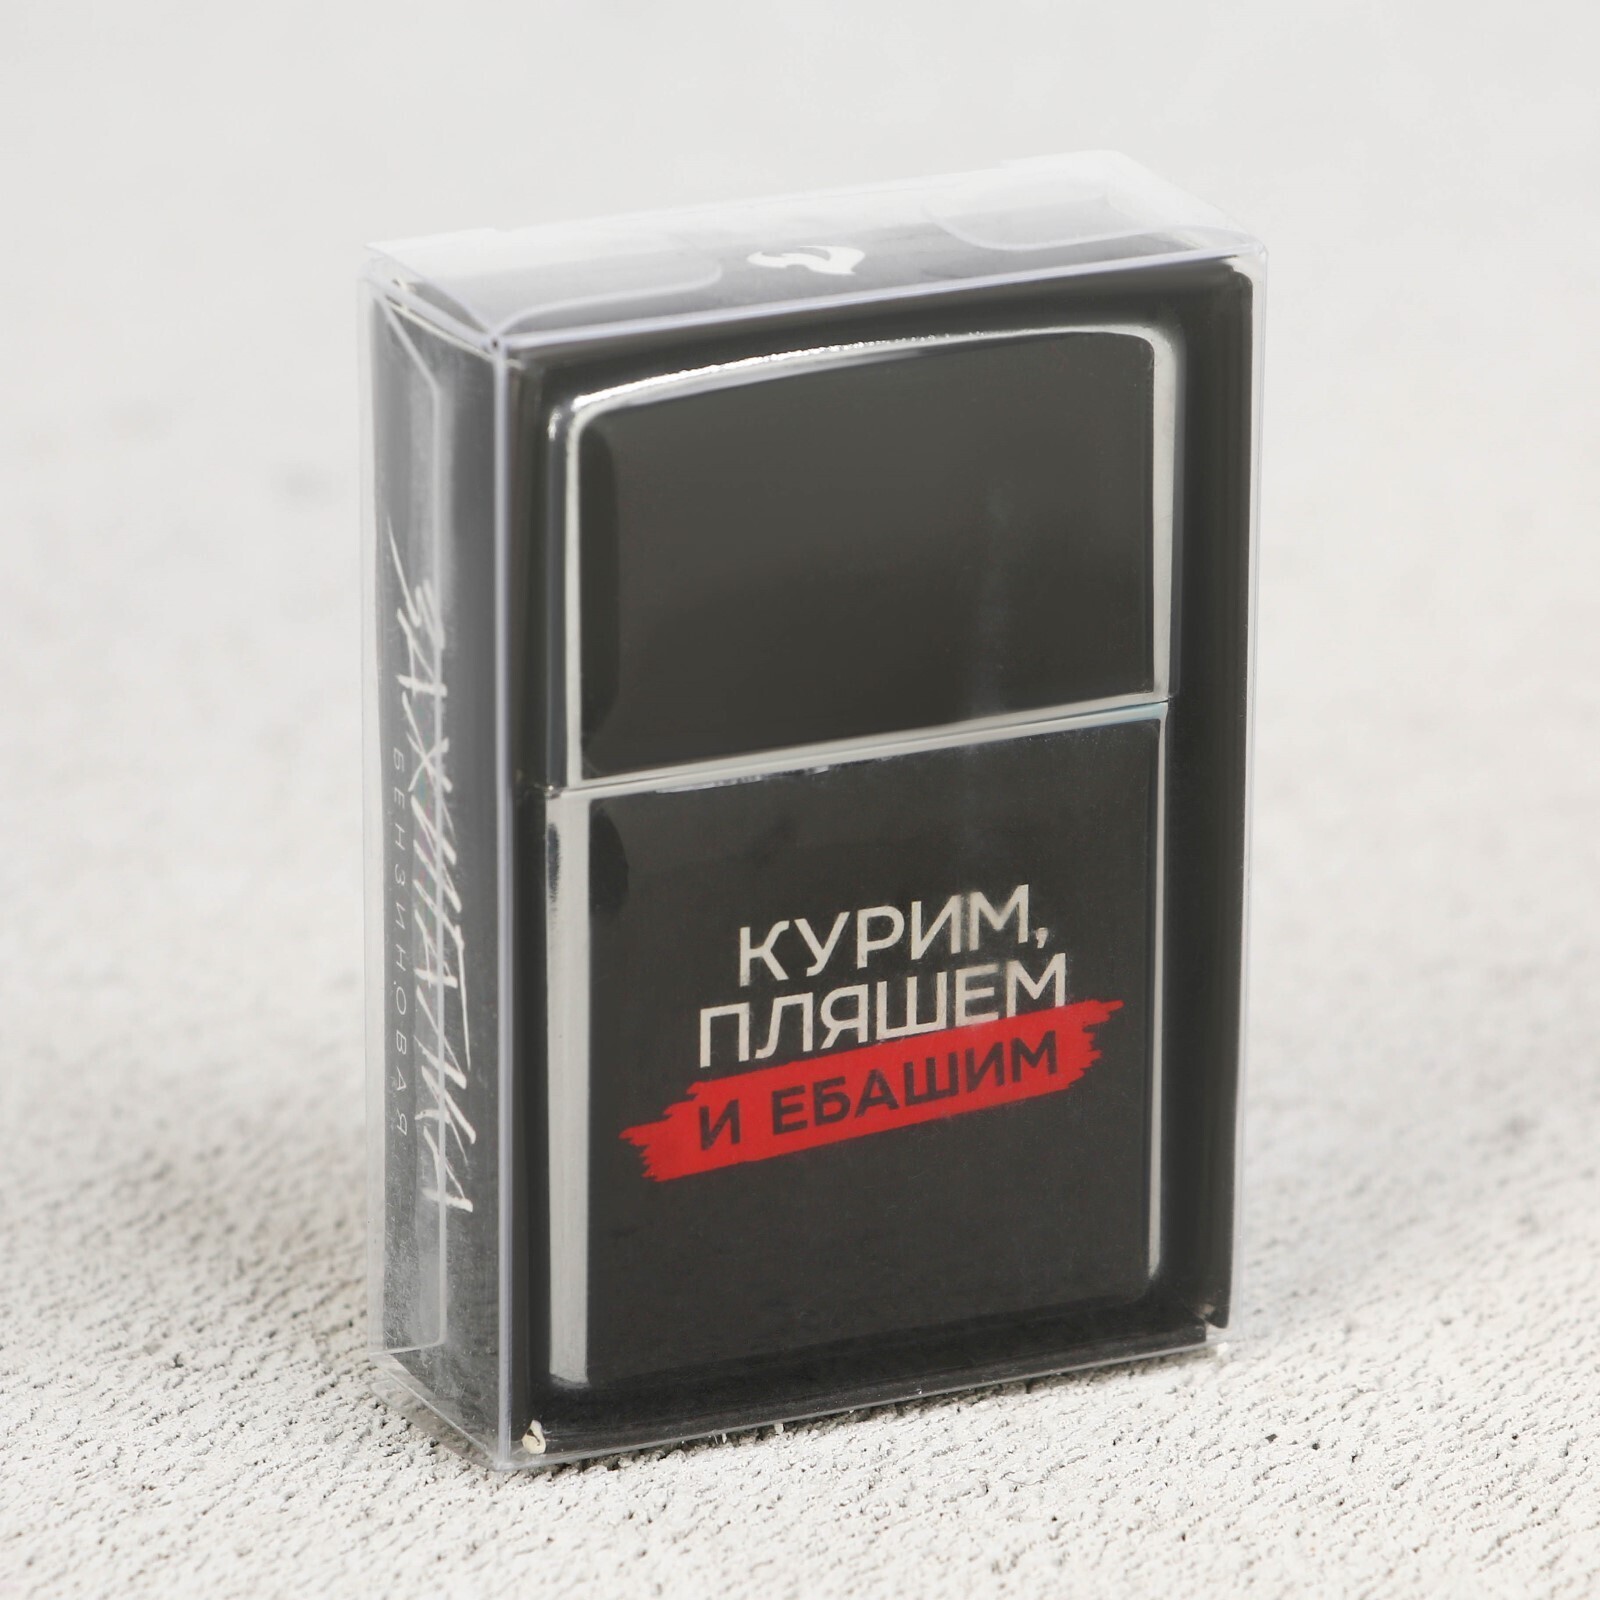 КУРИМ,
ПЛЯШЕМ
И ЕБАШИМ
ЗАЖИГАЛКА
БЕНЗИНОВАЯ